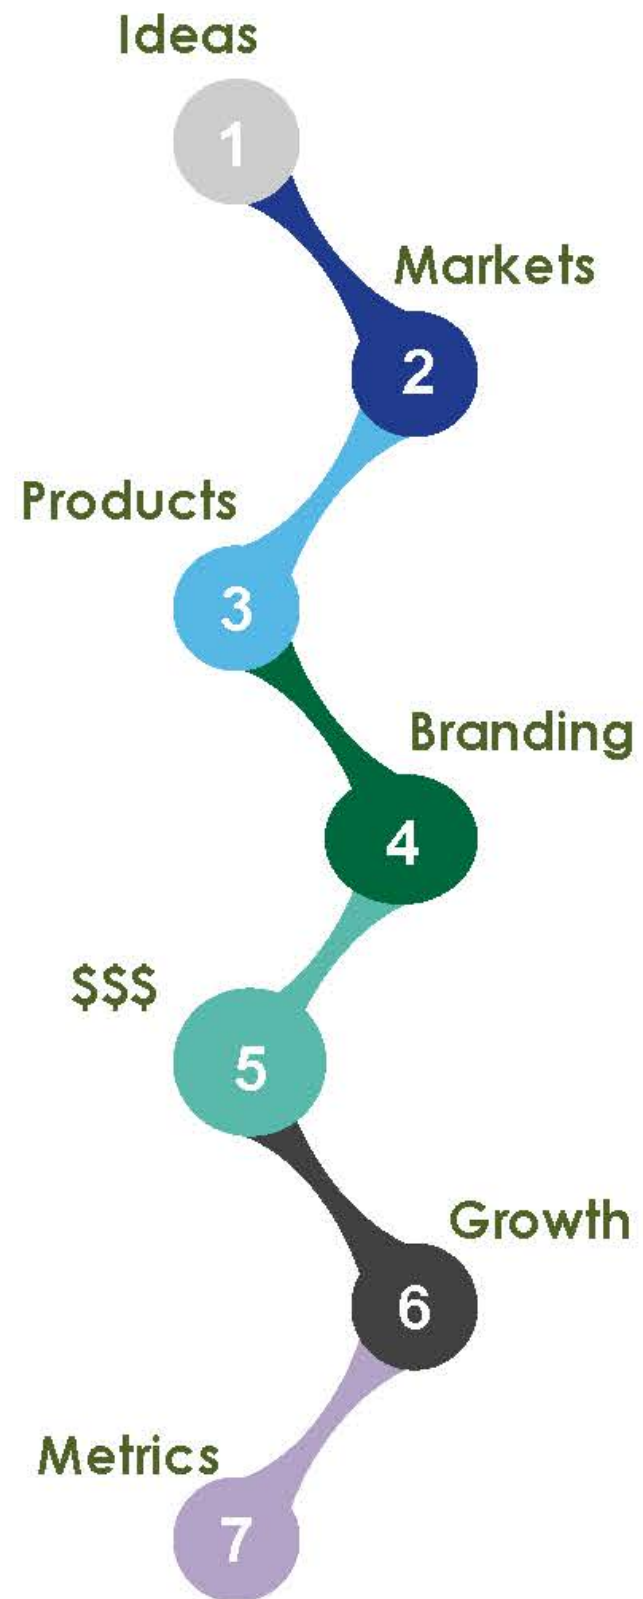 Ideas
1
Markets
2
Products
3
Branding
4
$$$
5
Growth
6
Metrics
7